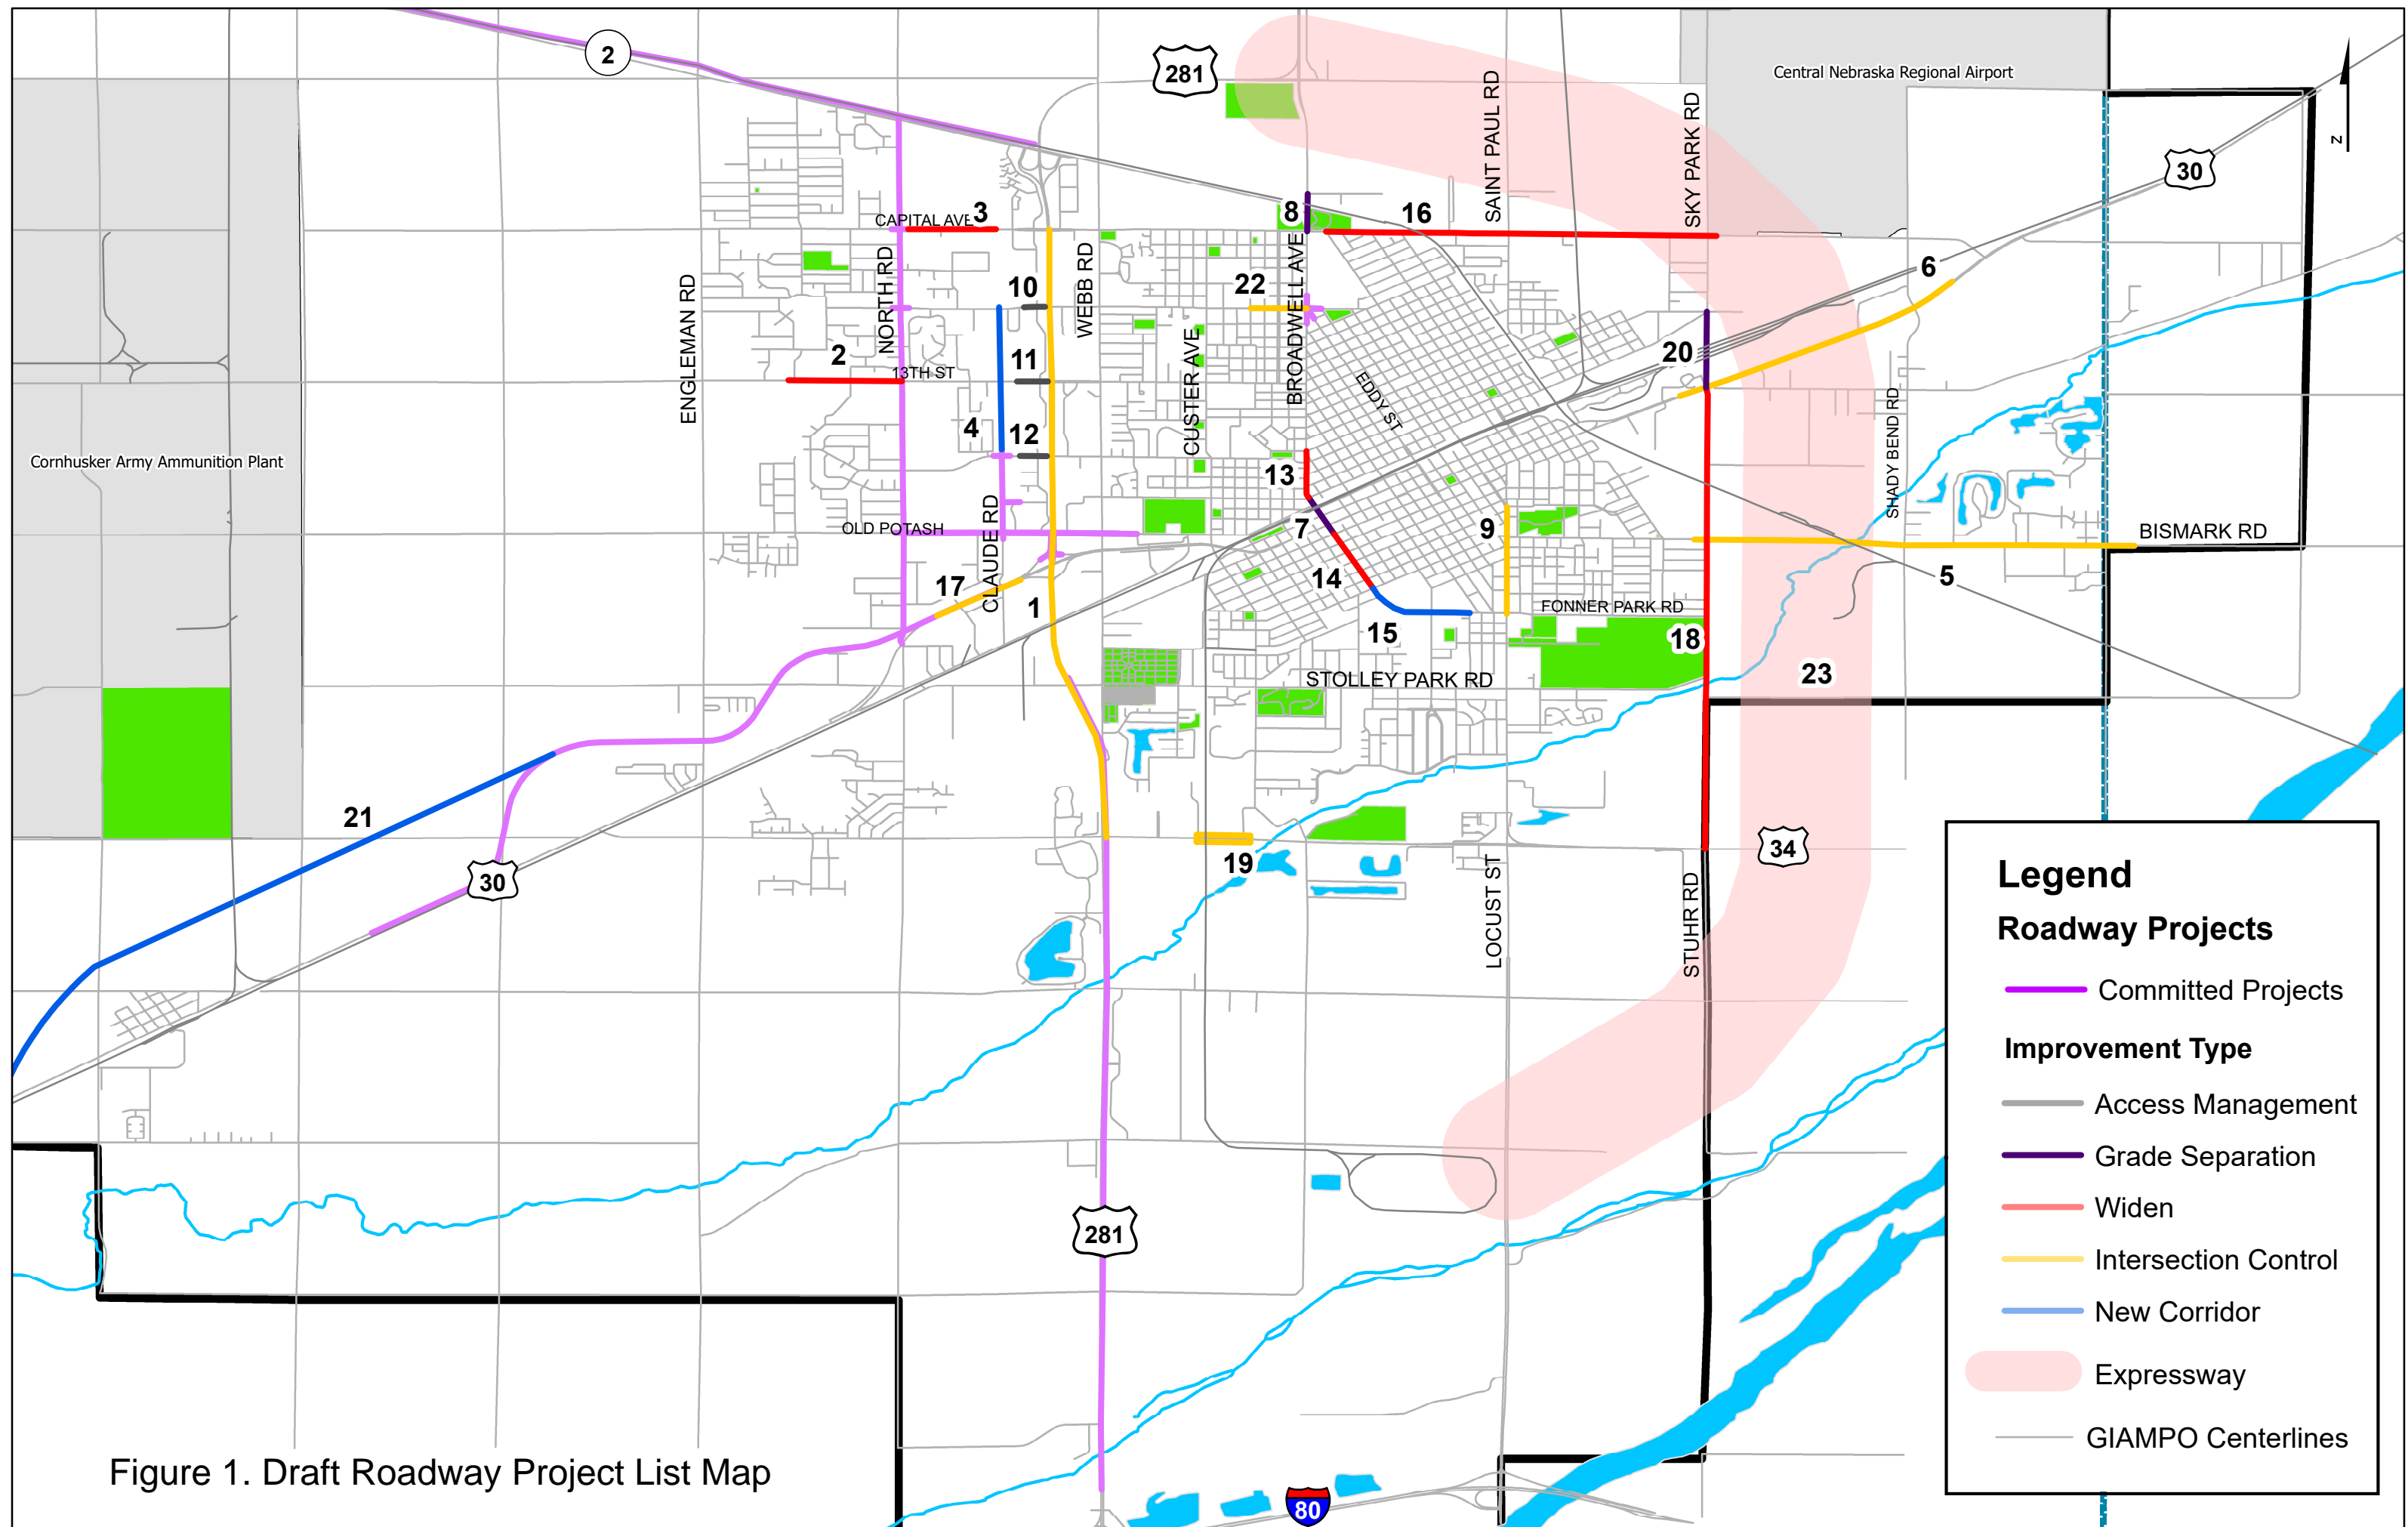 2
281
Central Nebraska Regional Airport
SAINT PAUL RD
SKY PARK RD
Z
30
CAPITAL AVE
3
8
16
6
NORTH RD
WEBB RD
10
22
BROADWELL AVE
ENGLEMAN RD
CUSTER AVE
2
13TH ST
11
EDDY ST
20
SHADY BEND RD
4
12
Cornhusker Army Ammunition Plant
13
OLD POTASH
CLAUDE RD
7
9
BISMARK RD
17
1
14
5
FONNER PARK RD
15
18
STOLLEY PARK RD
23
21
19
34
30
LOCUST ST
STUHR RD
281
80
Figure 1. Draft Roadway Project List Map
Legend
Roadway Projects
Committed Projects
Improvement Type
Access Management
Grade Separation
Widen
Intersection Control
New Corridor
Expressway
GIAMPO Centerlines